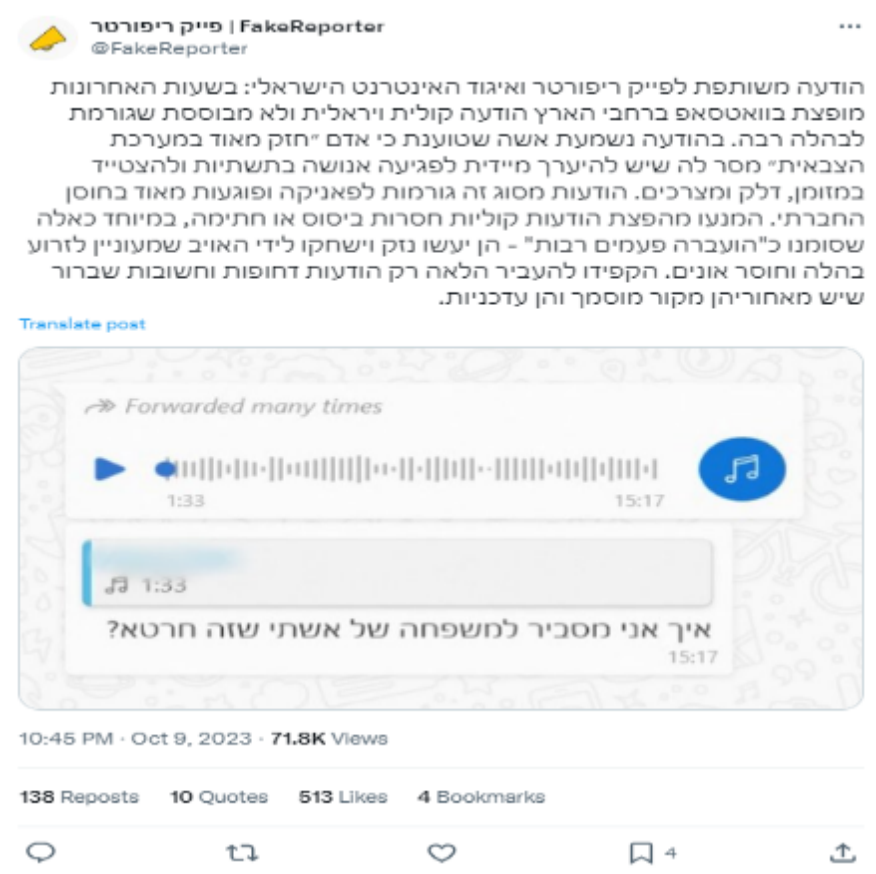 פייק ריפורטר | FakeReporter
@FakeReporter
הודעה משותפת לפייק ריפורטר ואיגוד האינטרנט הישראלי: בשעות האחרונות
מופצת בוואטסאפ ברחבי הארץ הודעה קולית ויראלית ולא מבוססת שגורמת
לבהלה רבה. בהודעה נשמעת אשה שטוענת כי אדם ״חזק מאוד במערכת
הצבאית״ מסר לה שיש להיערך מיידית לפגיעה אנושה בתשתיות ולהצטייד
במזומן, דלק ומצרכים. הודעות מסוג זה גורמות לפאניקה ופוגעות מאוד בחוסן
החברתי. המנעו מהפצת הודעות קוליות חסרות ביסוס או חתימה, במיוחד כאלה
שסומנו כ"הועברה פעמים רבות" - הן יעשו נזק וישחקו לידי האויב שמעוניין לזרוע
בהלה וחוסר אונים. הקפידו להעביר הלאה רק הודעות דחופות וחשובות שברור
שיש מאחוריהן מקור מוסמך והן עדכניות.
Translate post
Forwarded many times
1:33 15:17
1:33
איך אני מסביר למשפחה של אשתי שזה חרטא?
15:17
10:45 PM · Oct 9, 2023 · 71.8K Views
138 Reposts 10 Quotes 513 Likes 4 Bookmarks
4